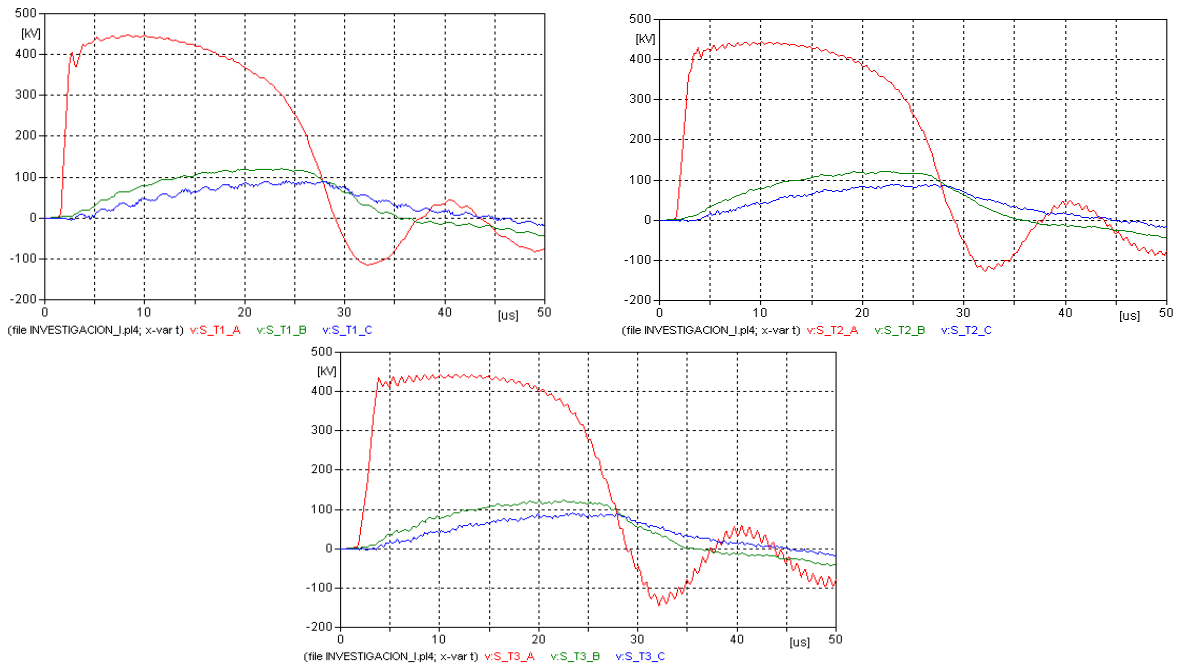 500
[kV]
400
300
200
100
0
-100
-200
0 10 20 30 40 [us] 50
(file INVESTIGACION_I.pl4; x-var t) v:S_T1_A v:S_T1_B v:S_T1_C
500
[kV]
400
300
200
100
0
-100
-200
0 10 20 30 40 [us] 50
(file INVESTIGACION_I.pl4; x-var t) v:S_T2_A v:S_T2_B v:S_T2_C
500
[kV]
400
300
200
100
0
-100
-200
0 10 20 30 40 [us] 50
(file INVESTIGACION_I.pl4; x-var t) v:S_T3_A v:S_T3_B v:S_T3_C